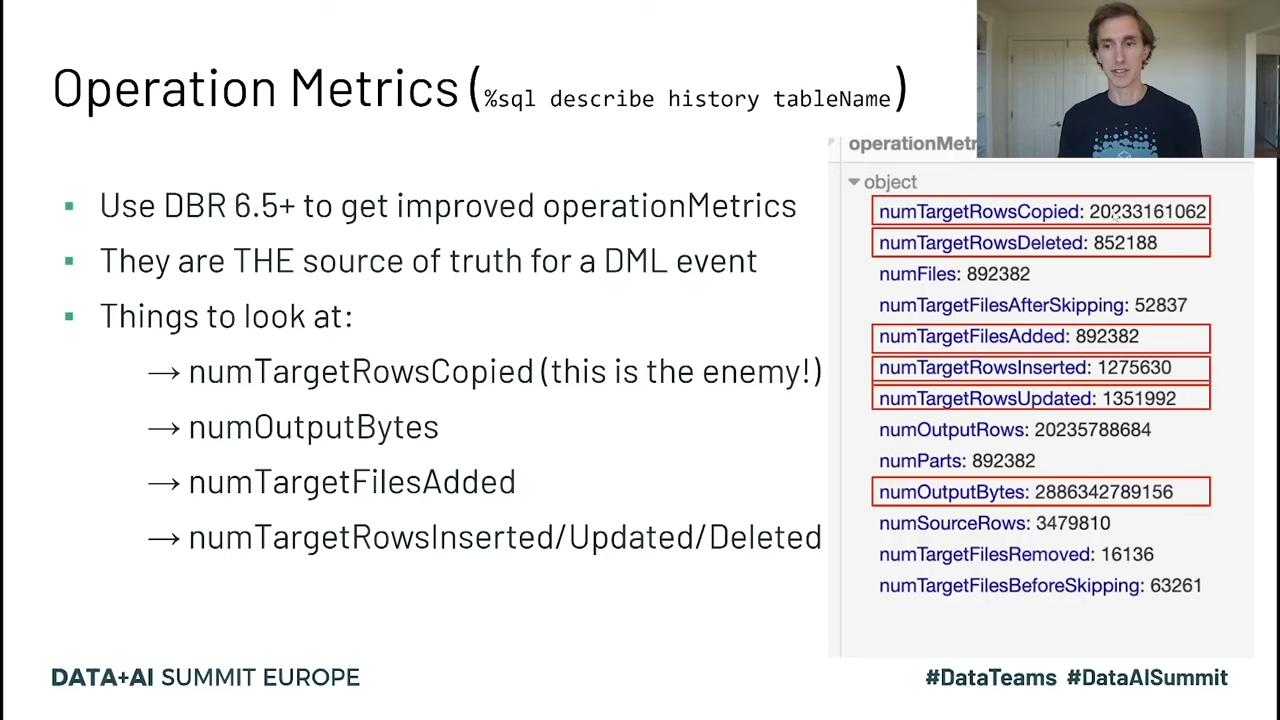 Operation Metrics (%sql describe history tableName)
▪ Use DBR 6.5+ to get improved operationMetrics
▪ They are THE source of truth for a DML event
▪ Things to look at:
→ numTargetRowsCopied (this is the enemy!)
→ numOutputBytes
→ numTargetFilesAdded
→ numTargetRowsInserted/Updated/Deleted
operationMetr
object
numTargetRowsCopied: 20233161062
numTargetRowsDeleted: 852188
numFiles: 892382
numTargetFilesAfterSkipping: 52837
numTargetFilesAdded: 892382
numTargetRowsInserted: 1275630
numTargetRowsUpdated: 1351992
numOutputRows: 20235788684
numParts: 892382
numOutputBytes: 2886342789156
numSourceRows: 3479810
numTargetFilesRemoved: 16136
numTargetFilesBeforeSkipping: 63261
DATA+AI SUMMIT EUROPE
#DataTeams #DataAISummit